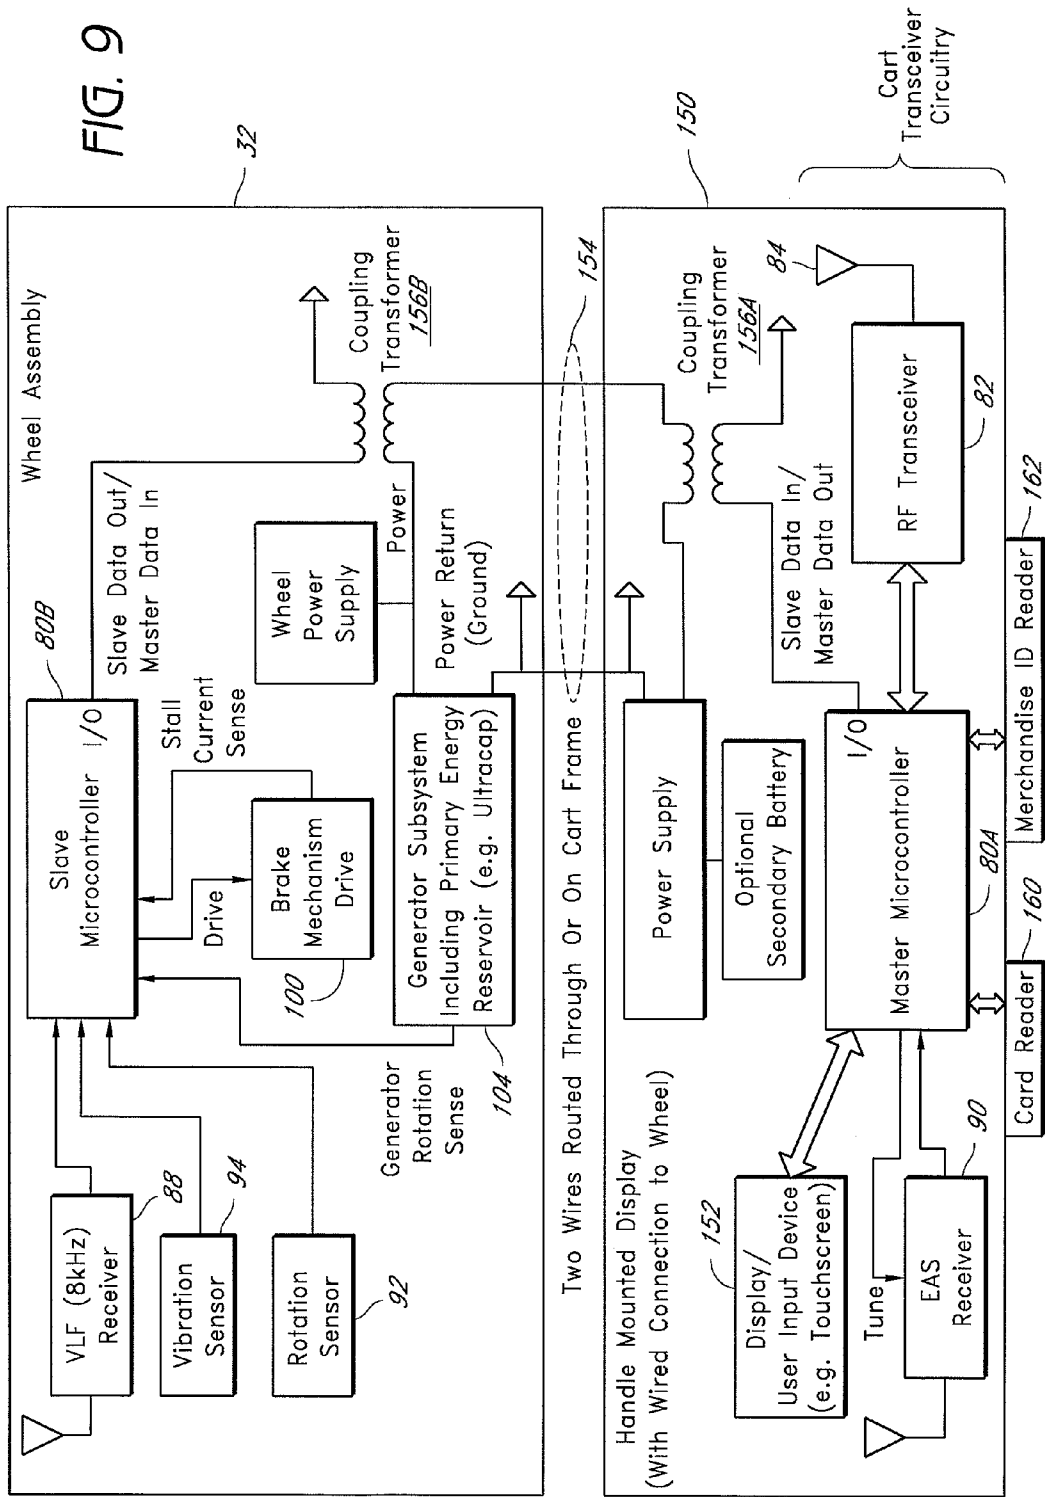 FIG. 9
Wheel Assembly
32
VLF (8kHz)
Receiver
88
Vibration
Sensor
94
Rotation
Sensor
92
Slave
Microcontroller
I/O
80B
Slave Data Out/
Master Data In
Stall
Current
Sense
Drive
Brake
Mechanism
Drive
100
Wheel
Power
Supply
Power
Coupling
Transformer
156B
Generator
Rotation
Sense
Generator Subsystem
Including Primary Energy
Reservoir (e.g. Ultracap)
104
Power Return
(Ground)
Two Wires Routed Through Or On Cart Frame
154
Handle Mounted Display
(With Wired Connection to Wheel)
150
Power Supply
Optional
Secondary Battery
Coupling
Transformer
156A
Slave Data In/
Master Data Out
Display/
User Input Device
(e.g. Touchscreen)
152
Tune
EAS
Receiver
90
I/O
Master Microcontroller
80A
RF Transceiver
82
84
Cart
Transceiver
Circuitry
Card Reader
160
Merchandise ID Reader
162